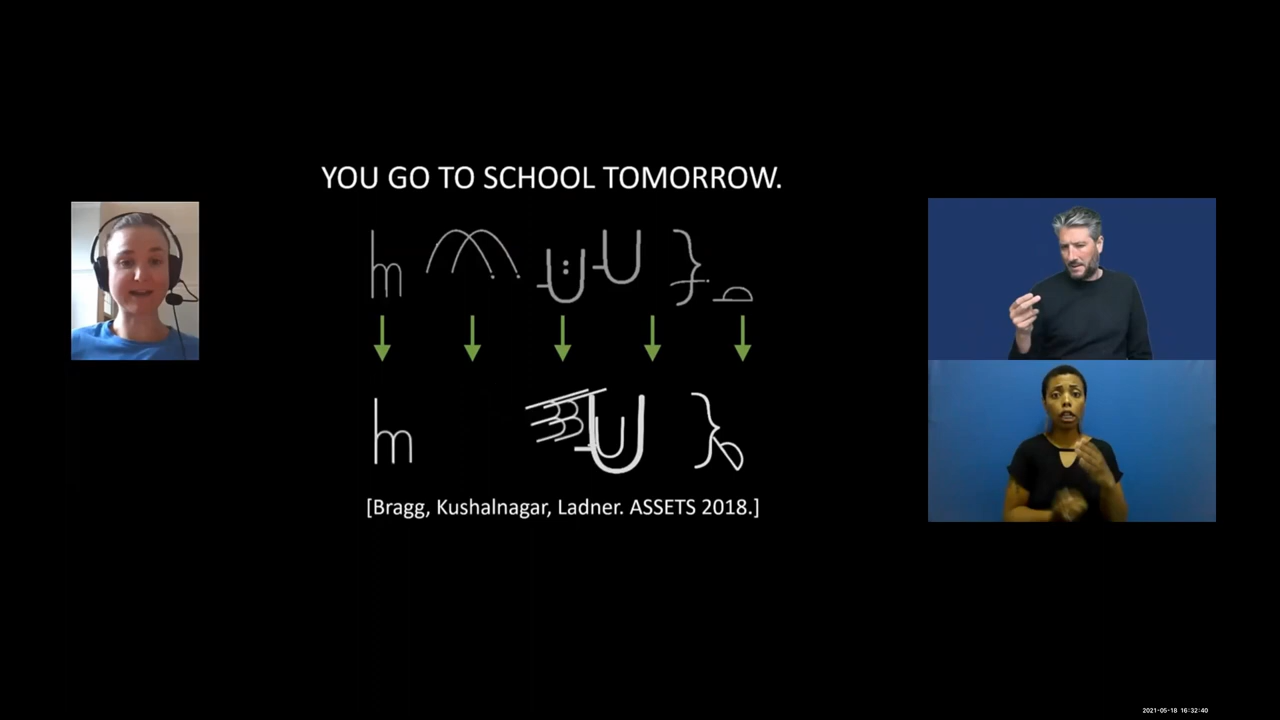 YOU GO TO SCHOOL TOMORROW.
[Bragg, Kushalnagar, Ladner. ASSETS 2018.]
2021-05-18 16:32:40